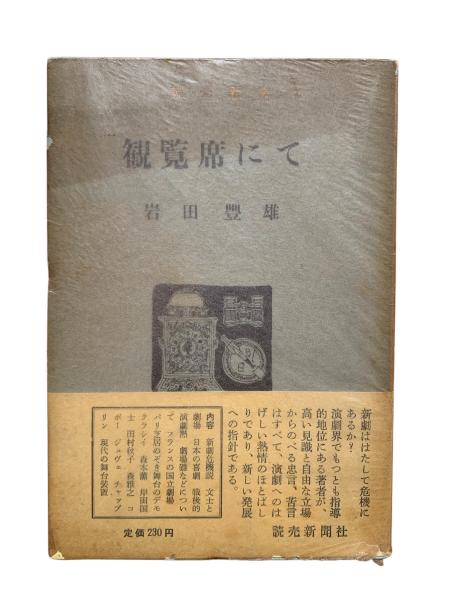 観覧席にて
岩田豊雄
新劇ははたして危機に
あるか？
演劇界でもつとも指導
的地位にある著者が、
高い見識と自由な立場
からのべる忠言、苦言
はすべて、演劇へのは
げしい熱情のほとばし
りであり、新しい発展
への指針である。
読売新聞社
内容 新劇危機説 文士と
劇場 日本の喜劇 戦後的
演劇熱 劇場雑などについ
て フランスの国立劇場
パリ芝居のぞき舞台のデモ
クラシイ 森本薫 岸田国
士 田村秋子 森雅之 コ
ポー ジュヴェ チャップ
リン 現代の舞台装置
定価230円